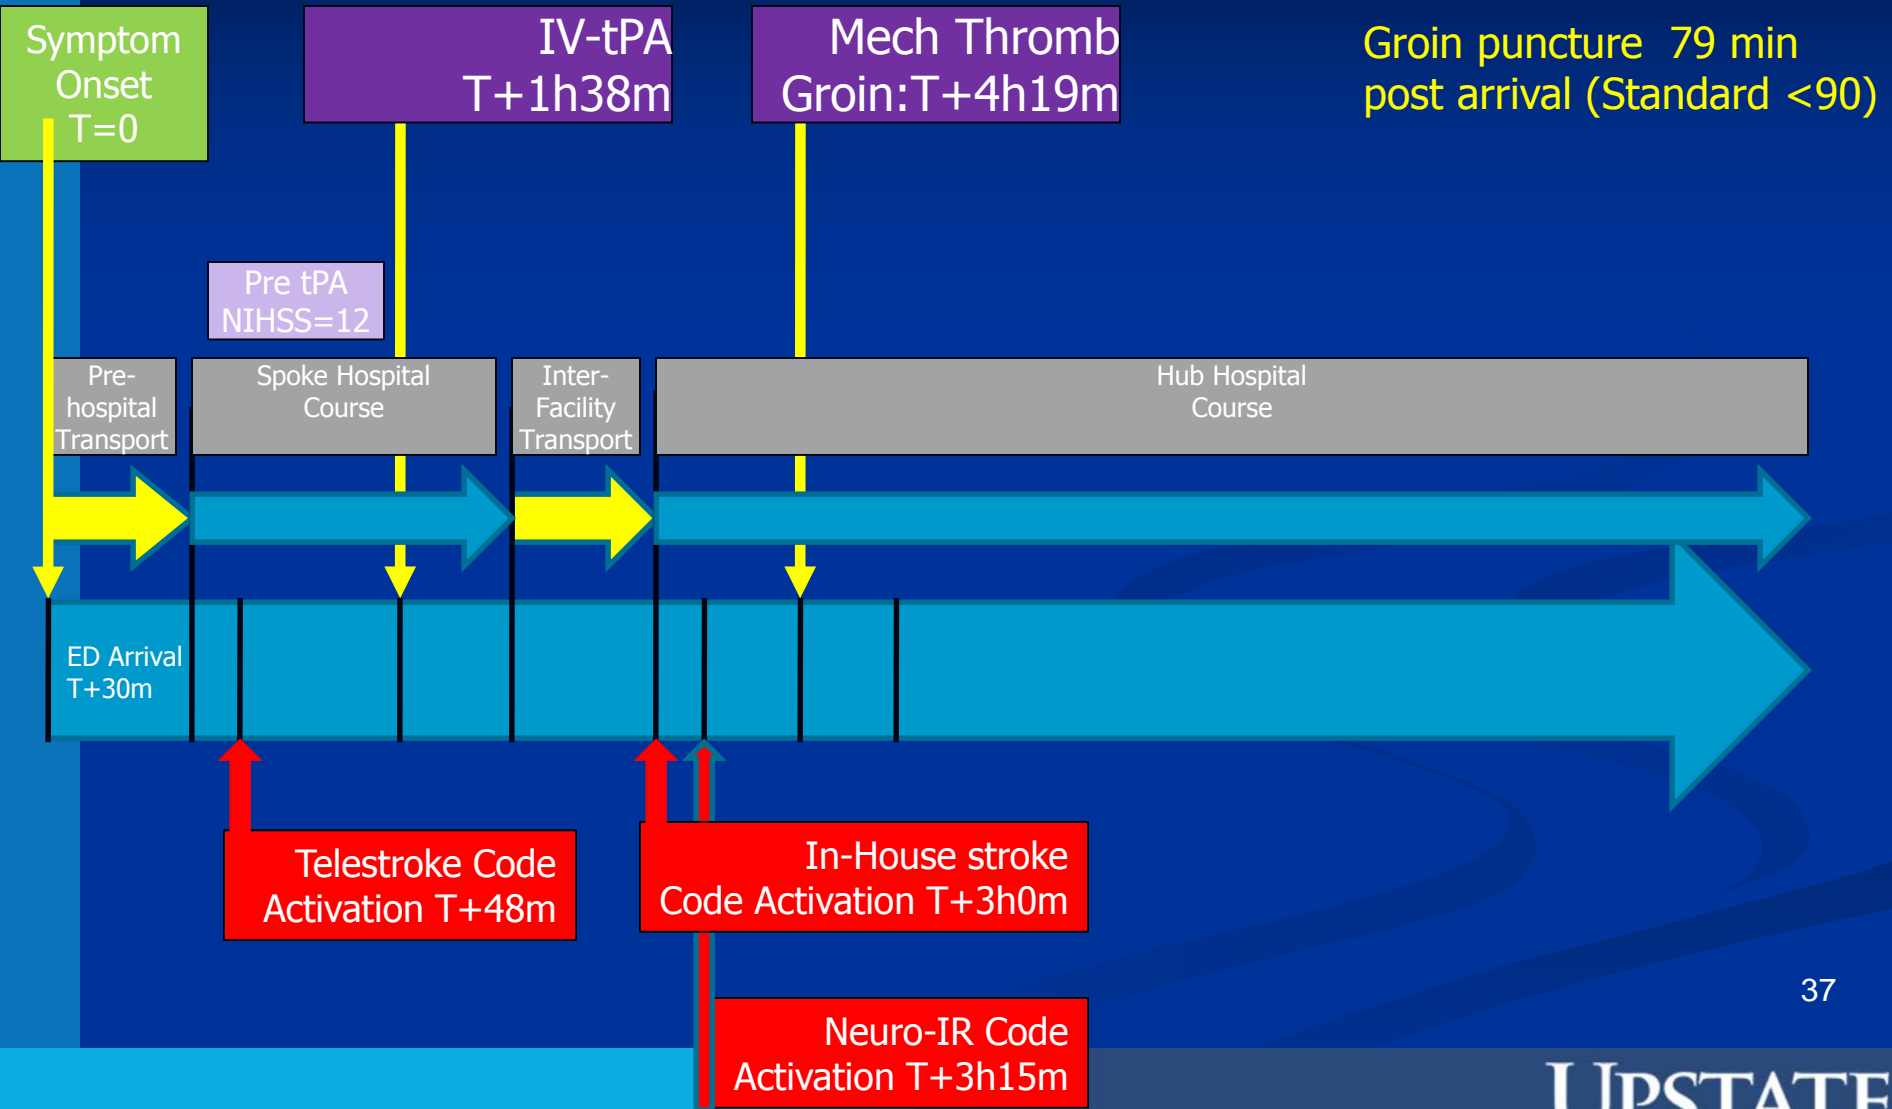 Symptom
Onset
T=0
IV-tPA
T+1h38m
Mech Thromb
Groin:T+4h19m
Groin puncture 79 min
post arrival (Standard <90)
Pre tPA
NIHSS=12
Pre-
hospital
Transport
Spoke Hospital
Course
Inter-
Facility
Transport
Hub Hospital
Course
ED Arrival
T+30m
Telestroke Code
Activation T+48m
In-House stroke
Code Activation T+3h0m
Neuro-IR Code
Activation T+3h15m
37
UPSTATE